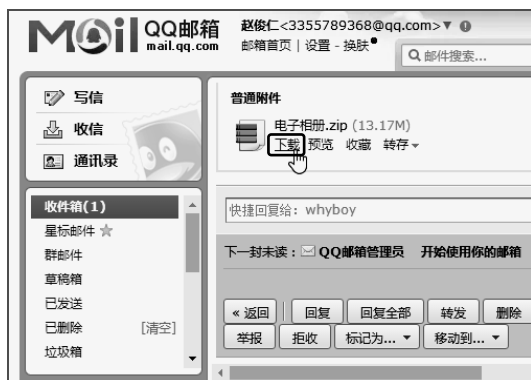 MOil QQ邮箱
mail.qq.com
赵俊仁<3355789368@qq.com>
邮箱首页 | 设置 - 换肤
邮件搜索...
写信
收信
通讯录
收件箱(1)
星标邮件
群邮件
草稿箱
已发送
已删除 [清空]
垃圾箱
普通附件
电子相册.zip (13.17M)
下载 预览 收藏 转存
快捷回复给：whyboy
下一封未读： QQ邮箱管理员 开始使用你的邮箱
« 返回 回复 回复全部 转发 删除
举报 拒收 标记为... 移动到...